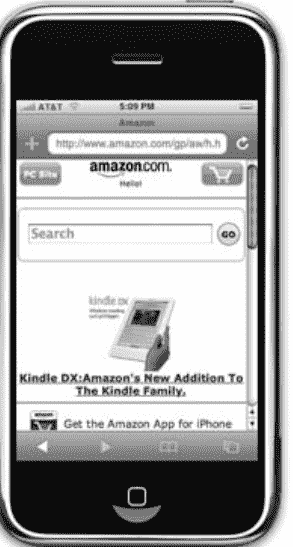 AT&T 5:09 PM
Amazon
http://www.amazon.com/gp/aw/h.h
PC Site
amazon.com.
Hello!
Search
GO
kindle DX
Kindle DX:Amazon's New Addition To
The Kindle Family.
Get the Amazon App for iPhone